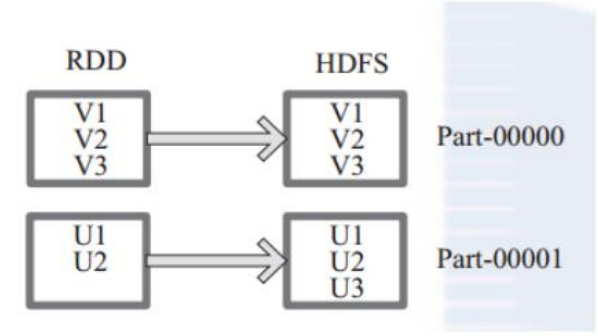 RDD HDFS
V1 V1
V2 V2 Part-00000
V3 V3
U1 U1
U2 U2 Part-00001
U3